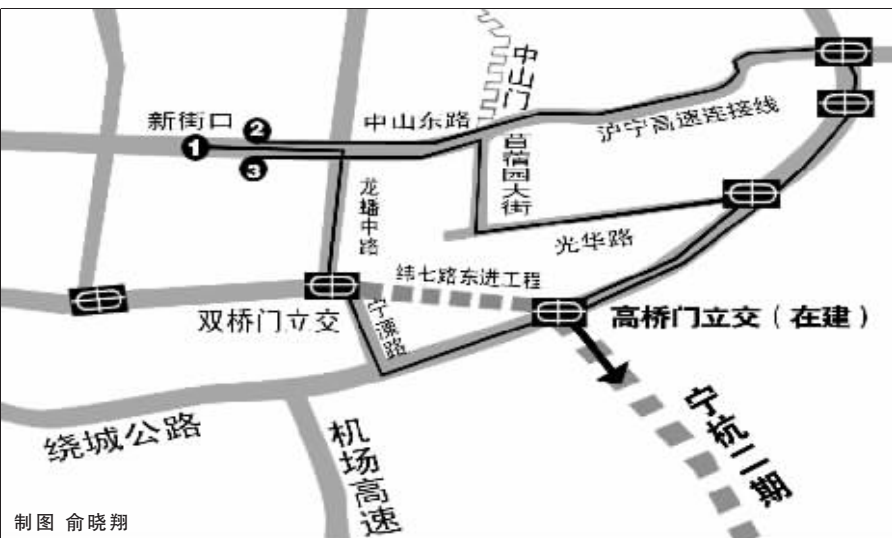 中山门
新街口
2
中山东路
沪宁高速连接线
1
3
苜蓿园大街
龙蟠中路
光华路
纬七路东进工程
双桥门立交
宁溧路
高桥门立交（在建）
宁杭二期
绕城公路
机场高速
制图 俞晓翔